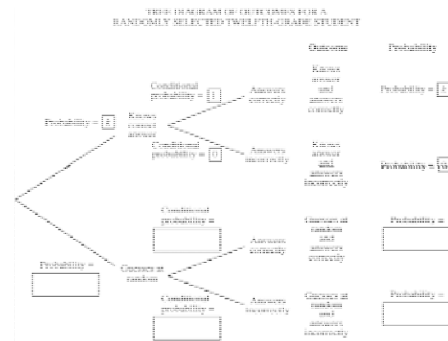 TREE DIAGRAM OF OUTCOMES FOR A
RANDOMLY SELECTED TWELFTH-GRADE STUDENT
Outcome Probability
Conditional
probability = 1
Answers
correctly
Knows
answer
and
answers
correctly
Probability = k
Probability = k
Knows
correct
answer
Conditional
probability = 0
Answers
incorrectly
Knows
answer
and
answers
incorrectly
Probability = 0
Conditional
probability =
Answers
correctly
Guesses at
random
and
answers
correctly
Probability =
Probability =
Guesses at
random
Conditional
probability =
Answers
incorrectly
Guesses at
random
and
answers
incorrectly
Probability =